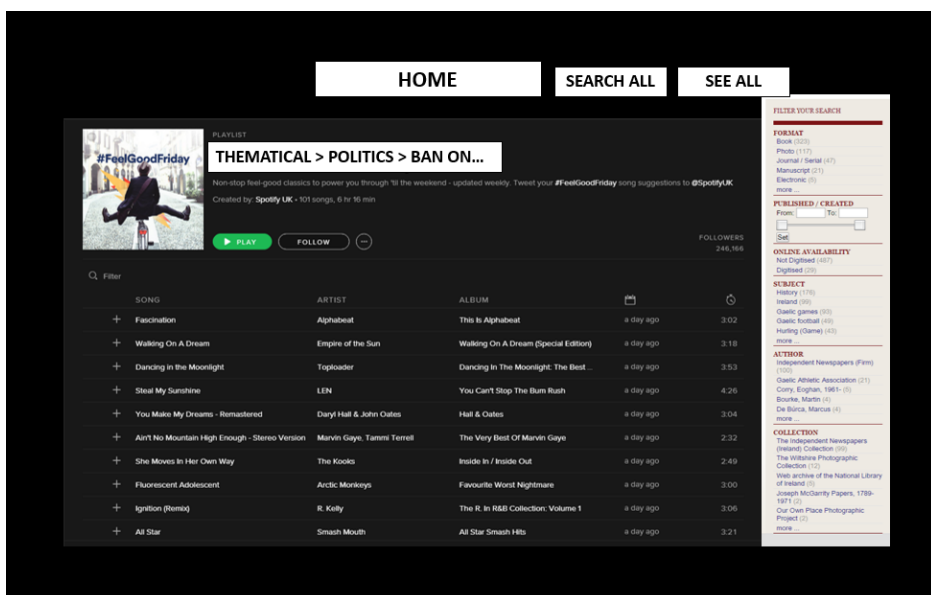 HOME
SEARCH ALL
SEE ALL
PLAYLIST
#FeelGoodFriday
THEMATICAL > POLITICS > BAN ON...
Non-stop feel-good classics to power you through 'til the weekend - updated weekly. Tweet your #FeelGoodFriday song suggestions to @SpotifyUK
Created by: Spotify UK • 101 songs, 6 hr 16 min
PLAY
FOLLOW
FOLLOWERS
246,166
Filter
SONG ARTIST ALBUM
Fascination Alphabeat This Is Alphabeat a day ago 3:02
Walking On A Dream Empire of the Sun Walking On A Dream (Special Edition) a day ago 3:18
Dancing in the Moonlight Toploader Dancing In The Moonlight: The Best ... a day ago 3:53
Steal My Sunshine LEN You Can't Stop The Bum Rush a day ago 4:26
You Make My Dreams - Remastered Daryl Hall & John Oates Hall & Oates a day ago 3:04
Ain't No Mountain High Enough - Stereo Version Marvin Gaye, Tammi Terrell The Very Best Of Marvin Gaye a day ago 2:32
She Moves In Her Own Way The Kooks Inside In / Inside Out a day ago 2:49
Fluorescent Adolescent Arctic Monkeys Favourite Worst Nightmare a day ago 3:00
Ignition (Remix) R. Kelly The R. In R&B Collection: Volume 1 a day ago 3:06
All Star Smash Mouth All Star Smash Hits a day ago 3:21
FILTER YOUR SEARCH
FORMAT
Book (323)
Photo (117)
Journal / Serial (47)
Manuscript (21)
Electronic (5)
more ...
PUBLISHED / CREATED
From: To:
Set
ONLINE AVAILABILITY
Not Digitised (487)
Digitised (29)
SUBJECT
History (178)
Ireland (99)
Gaelic games (93)
Gaelic football (49)
Hurling (Game) (43)
more ...
AUTHOR
Independent Newspapers (Firm)
(100)
Gaelic Athletic Association (21)
Corry, Eoghan, 1961- (5)
Bourke, Martin (4)
De Búrca, Marcus (4)
more ...
COLLECTION
The Independent Newspapers
(Ireland) Collection (99)
The Wiltshire Photographic
Collection (12)
Web archive of the National Library
of Ireland (5)
Joseph McGarrity Papers, 1789-
1971 (2)
Our Own Place Photographic
Project (2)
more ...